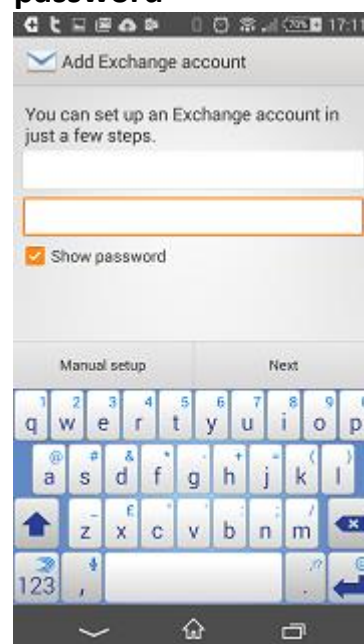 password
17:11
Add Exchange account
You can set up an Exchange account in
just a few steps.
Show password
Manual setup
Next
1 2 3 4 5 6 7 8 9
q w e r t y u i o p
@ # & * - + = ( )
a s d f g h j k l
_ £ " ' : ; /
z x c v b n m
123 , .